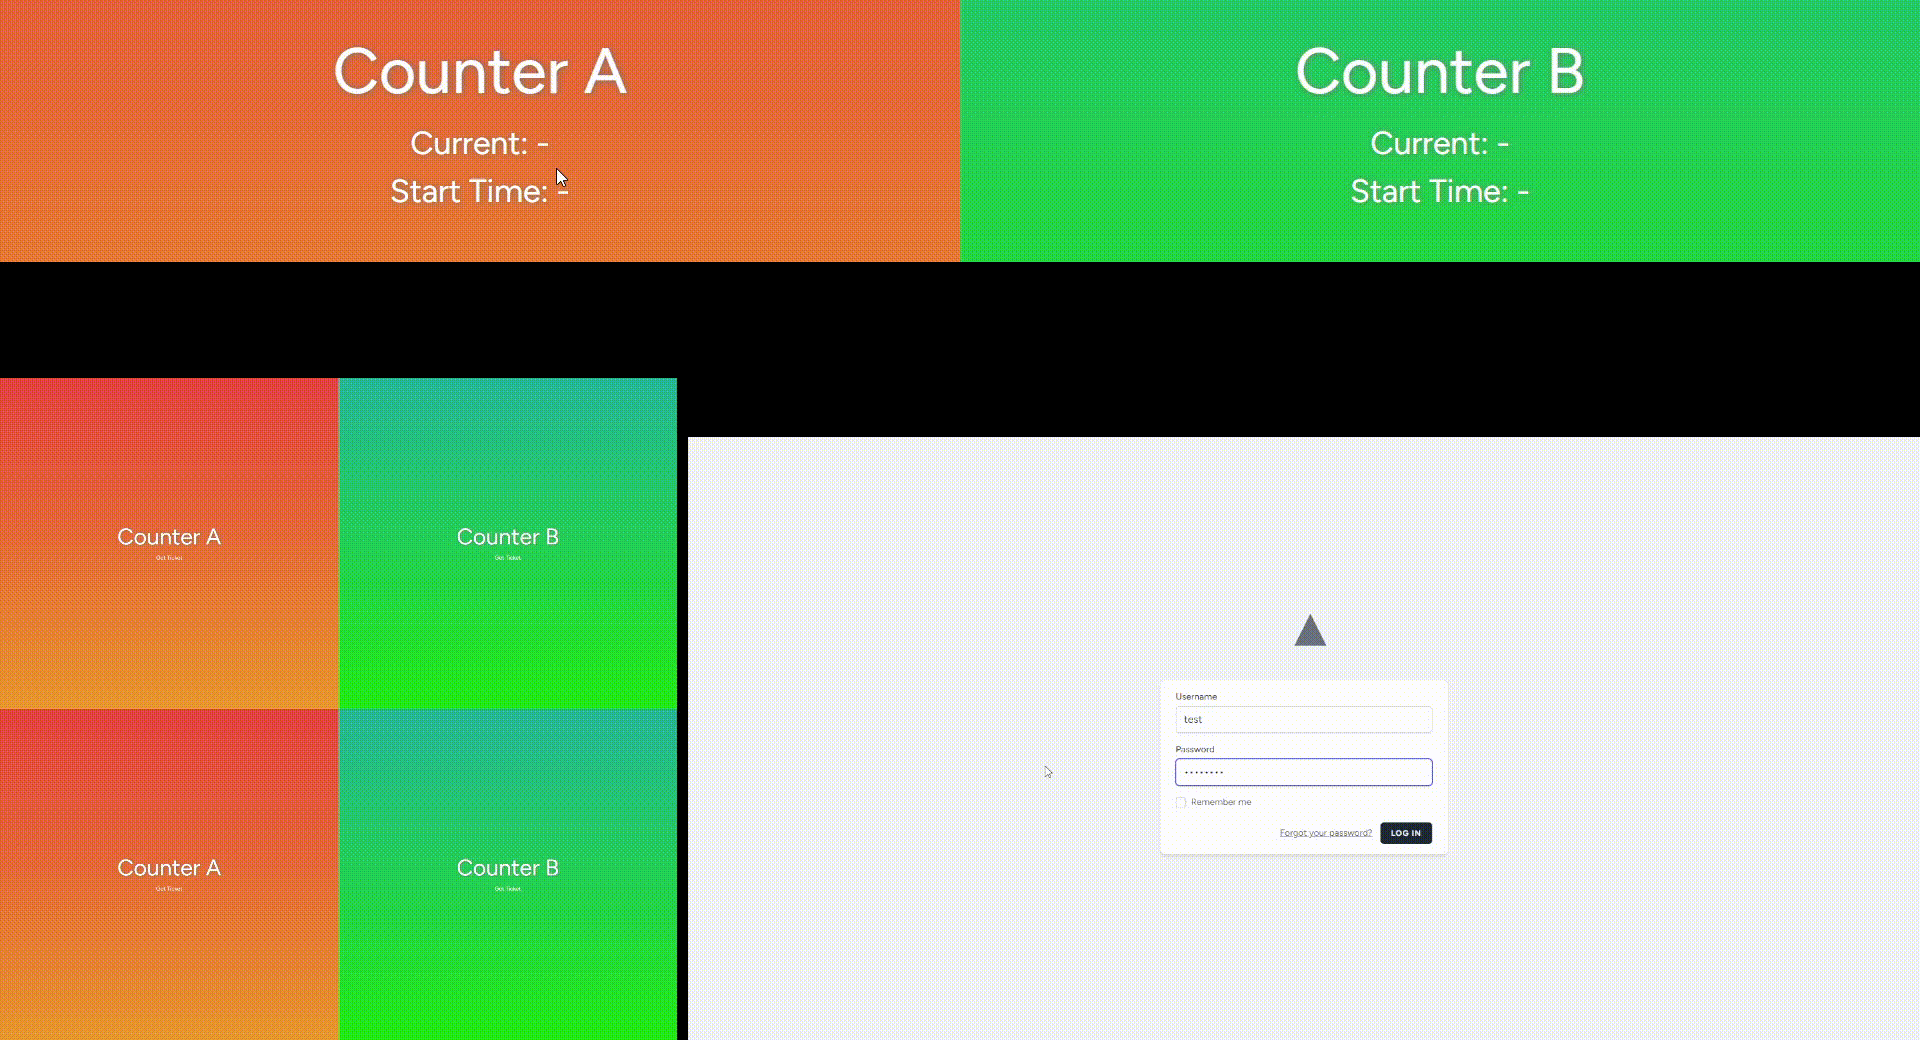 Counter A
Current: -
Start Time: -
Counter B
Current: -
Start Time: -
Counter A
Get Ticket
Counter B
Get Ticket
Counter A
Get Ticket
Counter B
Get Ticket
Username
test
Password
••••••••
Remember me
Forgot your password?
LOG IN